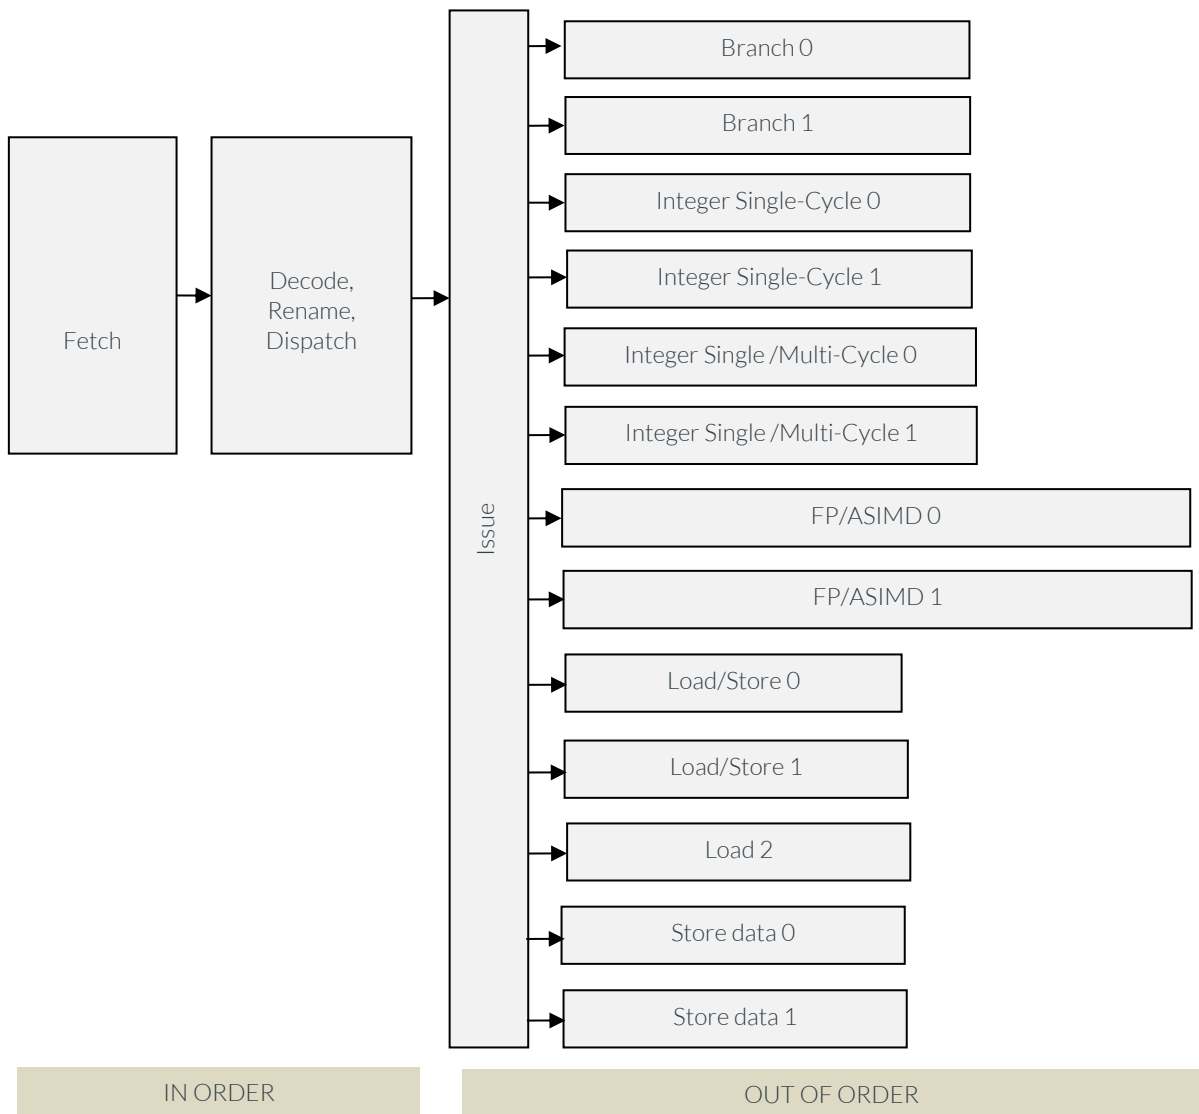 Fetch
Decode,
Rename,
Dispatch
Issue
Branch 0
Branch 1
Integer Single-Cycle 0
Integer Single-Cycle 1
Integer Single /Multi-Cycle 0
Integer Single /Multi-Cycle 1
FP/ASIMD 0
FP/ASIMD 1
Load/Store 0
Load/Store 1
Load 2
Store data 0
Store data 1
IN ORDER
OUT OF ORDER